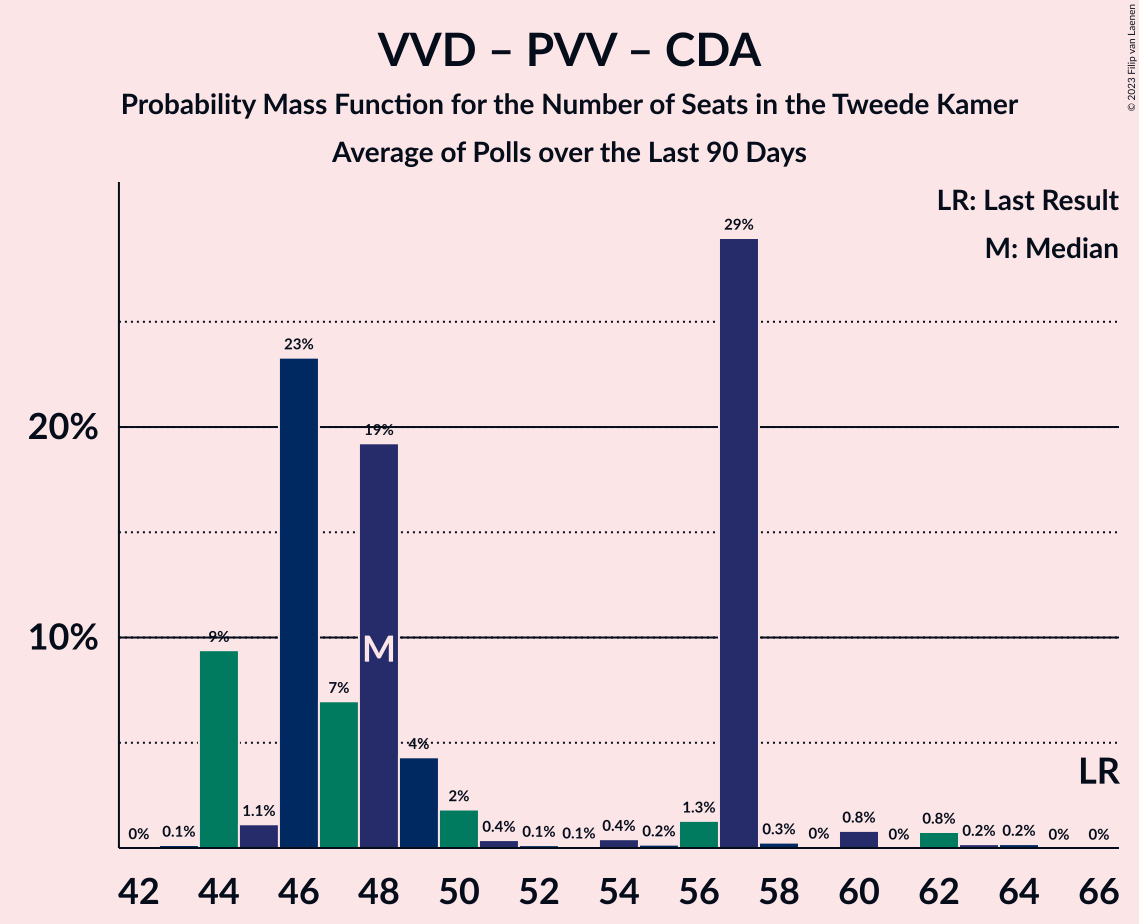 VVD – PVV – CDA
Probability Mass Function for the Number of Seats in the Tweede Kamer
Average of Polls over the Last 90 Days
© 2023 Filip van Laenen
LR: Last Result
M: Median
29%
23%
20%
19%
10%
9%
M
7%
4%
LR
2%
1.3%
1.1%
0% 0.1% 0.4% 0.1% 0.1% 0.4% 0.2% 0.3% 0% 0.8% 0% 0.8% 0.2% 0.2% 0% 0%
42 44 46 48 50 52 54 56 58 60 62 64 66